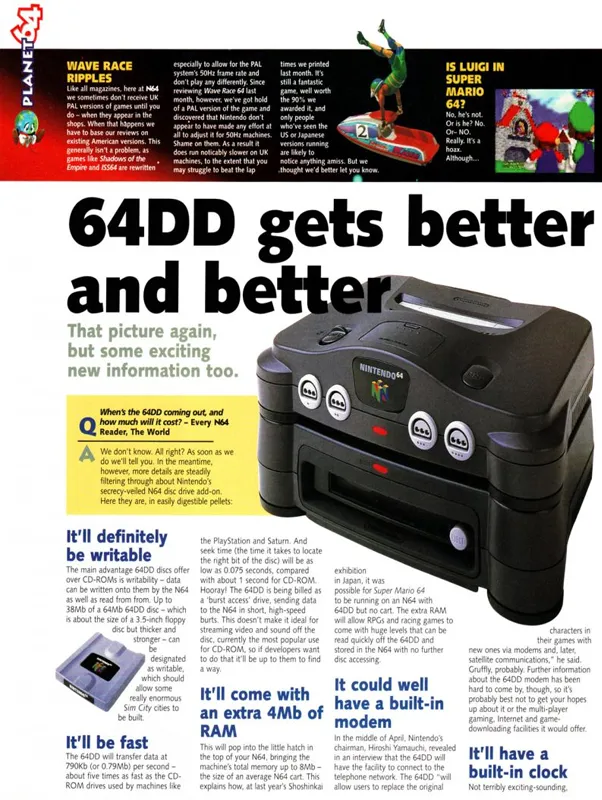 PLANET 64
WAVE RACE
RIPPLES
Like all magazines, here at N64
we sometimes don't receive UK
PAL versions of games until you
do – when they appear in the
shops. When that happens we
have to base our reviews on
existing American versions. This
generally isn't a problem, as
games like Shadows of the
Empire and ISS64 are rewritten
especially to allow for the PAL
system's 50Hz frame rate and
don't play any differently. Since
reviewing Wave Race 64 last
month, however, we've got hold
of a PAL version of the game and
discovered that Nintendo don't
appear to have made any effort at
all to adjust it for 50Hz machines.
Shame on them. As a result it
does run noticably slower on UK
machines, to the extent that you
may struggle to beat the lap
times we printed
last month. It's
still a fantastic
game, well worth
the 90% we
awarded it, and
only people
who've seen the
US or Japanese
versions running
are likely to
notice anything amiss. But we
thought we'd better let you know.
2
IS LUIGI IN
SUPER
MARIO
64?
No, he's not.
Or is he? No.
Or– NO.
Really. It's a
hoax.
Although...
64DD gets better
and better
That picture again,
but some exciting
new information too.
NINTENDO 64
Q
When's the 64DD coming out, and
how much will it cost? – Every N64
Reader, The World
A
We don't know. All right? As soon as we
do we'll tell you. In the meantime,
however, more details are steadily
filtering through about Nintendo's
secrecy-veiled N64 disc drive add-on.
Here they are, in easily digestible pellets:
It'll definitely
be writable
The main advantage 64DD discs offer
over CD-ROMs is writability – data
can be written onto them by the N64
as well as read from. Up to
38Mb of a 64Mb 64DD disc – which
is about the size of a 3.5-inch floppy
disc but thicker and
stronger – can
be
designated
as writable,
which should
allow some
really enormous
Sim City cities to
be built.
It'll be fast
The 64DD will transfer data at
790Kb (or 0.79Mb) per second –
about five times as fast as the CD-
ROM drives used by machines like
the PlayStation and Saturn. And
seek time (the time it takes to locate
the right bit of the disc) will be as
low as 0.075 seconds, compared
with about 1 second for CD-ROM.
Hooray! The 64DD is being billed as
a 'burst access' drive, sending data
to the N64 in short, high-speed
burts. This doesn't make it ideal for
streaming video and sound off the
disc, currently the most popular use
for CD-ROM, so if developers want
to do that it'll be up to them to find
a way.
It'll come with
an extra 4Mb of
RAM
This will pop into the little hatch in
the top of your N64, bringing the
machine's total memory up to 8Mb –
the size of an average N64 cart. This
explains how, at last year's Shoshinkai
exhibition
in Japan, it was
possible for Super Mario 64
to be running on an N64 with
64DD but no cart. The extra RAM
will allow RPGs and racing games to
come with huge levels that can be
read quickly off the 64DD and
stored in the N64 with no further
disc accessing.
It could well
have a built-in
modem
In the middle of April, Nintendo's
chairman, Hiroshi Yamauchi, revealed
in an interview that the 64DD will
have the facility to connect to the
telephone network. The 64DD "will
allow users to replace the original
characters in
their games with
new ones via modems and, later,
satellite communications," he said.
Gruffly, probably. Further information
about the 64DD modem has been
hard to come by, though, so it's
probably best not to get your hopes
up about it or the multi-player
gaming, Internet and game-
downloading facilities it would offer.
It'll have a
built-in clock
Not terribly exciting-sounding,